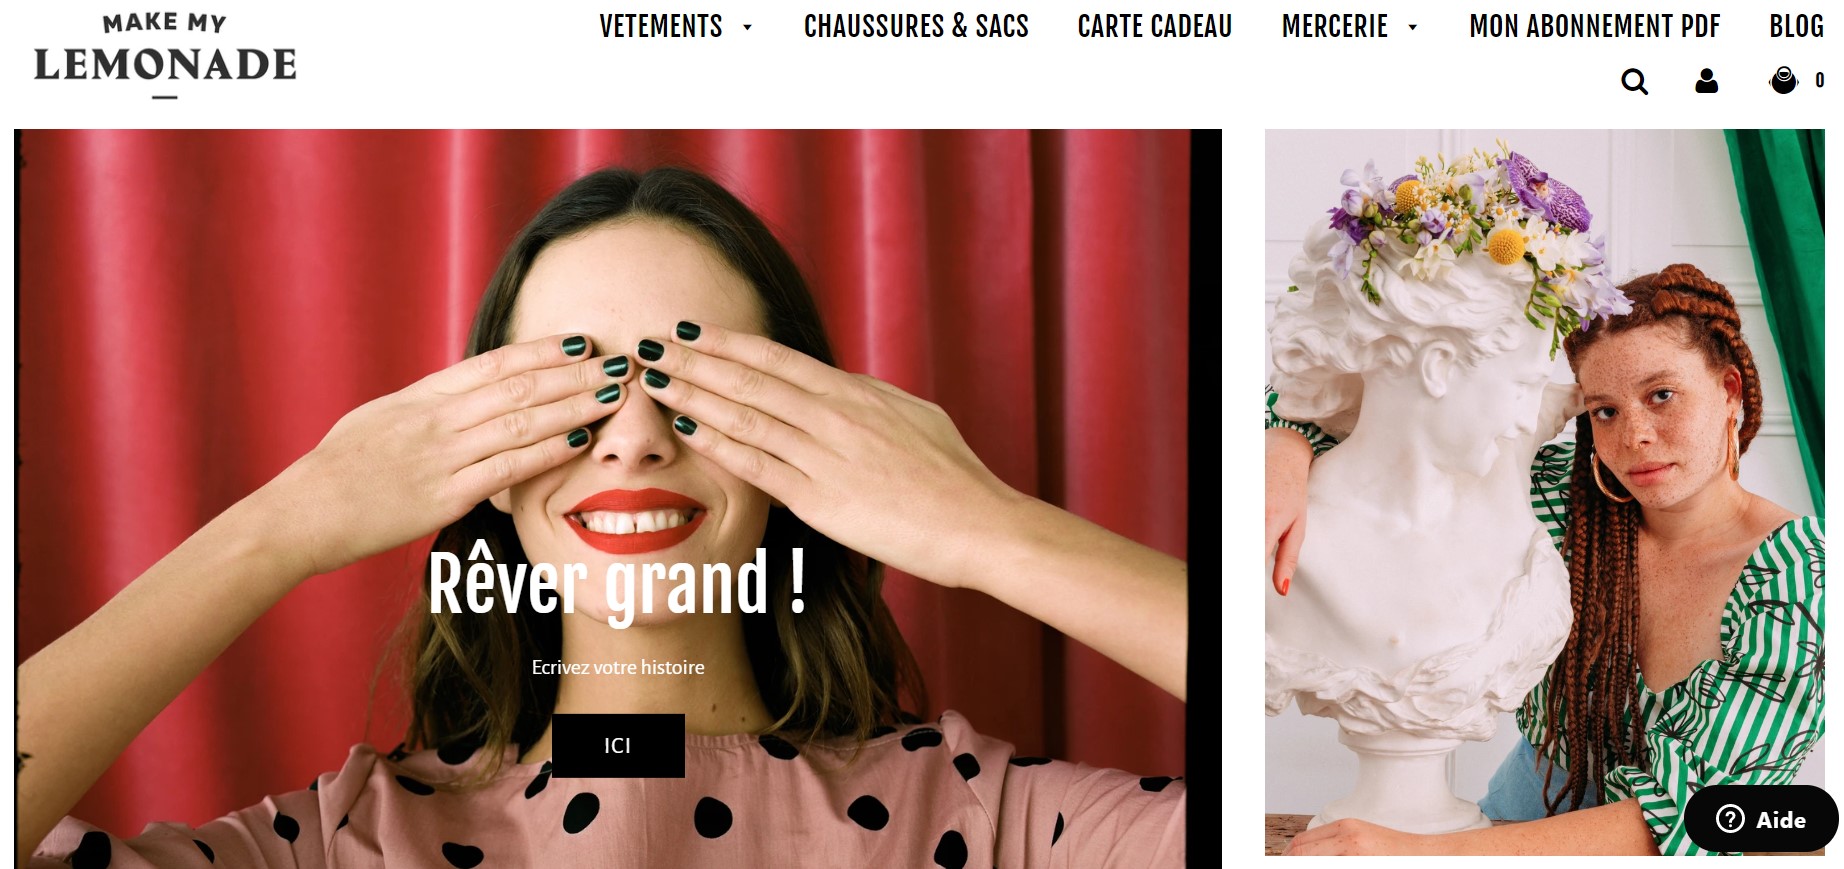 MAKE MY
LEMONADE
VETEMENTS
CHAUSSURES & SACS
CARTE CADEAU
MERCERIE
MON ABONNEMENT PDF
BLOG
0
Rêver grand !
Ecrivez votre histoire
ICI
? Aide